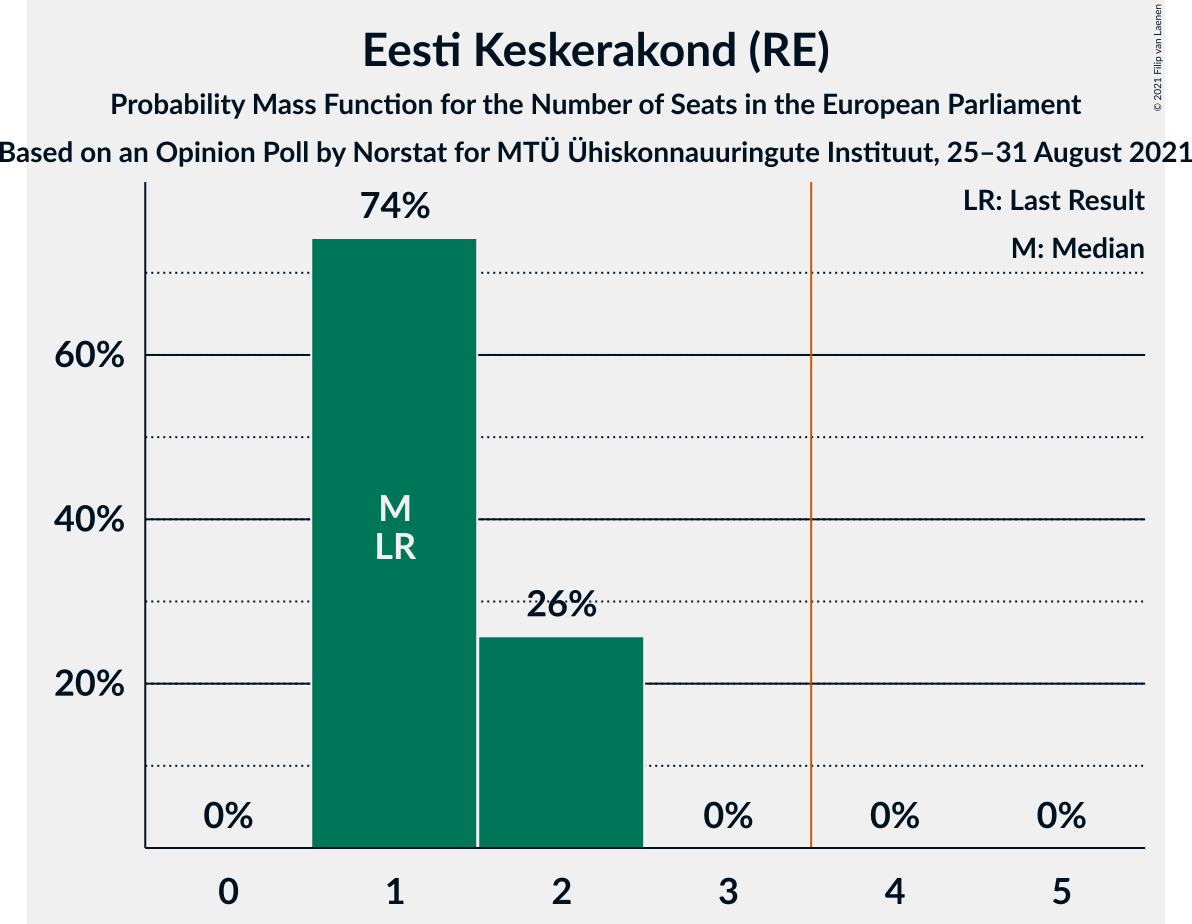 Eesti Keskerakond (RE)
Probability Mass Function for the Number of Seats in the European Parliament
Based on an Opinion Poll by Norstat for MTÜ Ühiskonnauuringute Instituut, 25–31 August 2021
© 2021 Filip van Laenen
LR: Last Result
M: Median
74%
60%
40%
20%
M
LR
26%
0%
0%
0%
0%
0
1
2
3
4
5